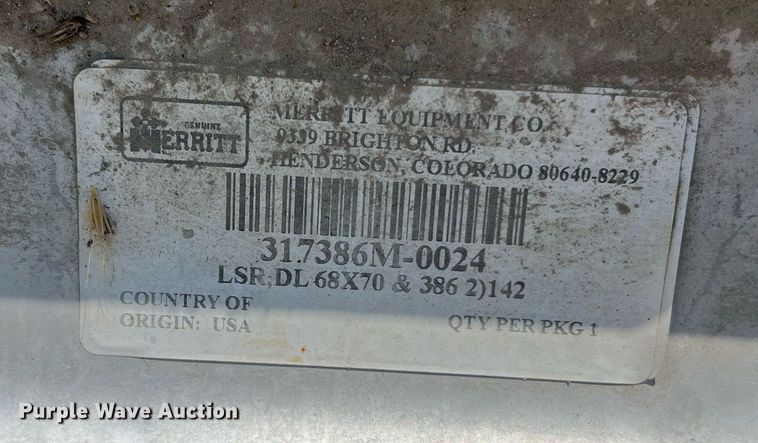 GENUINE
MERRITT
MERRITT EQUIPMENT CO
9339 BRIGHTON RD.
HENDERSON, COLORADO 80640-8229
317386M-0024
LSR,DL 68X70 & 386 2)142
COUNTRY OF
ORIGIN: USA
QTY PER PKG 1
Purple Wave Auction